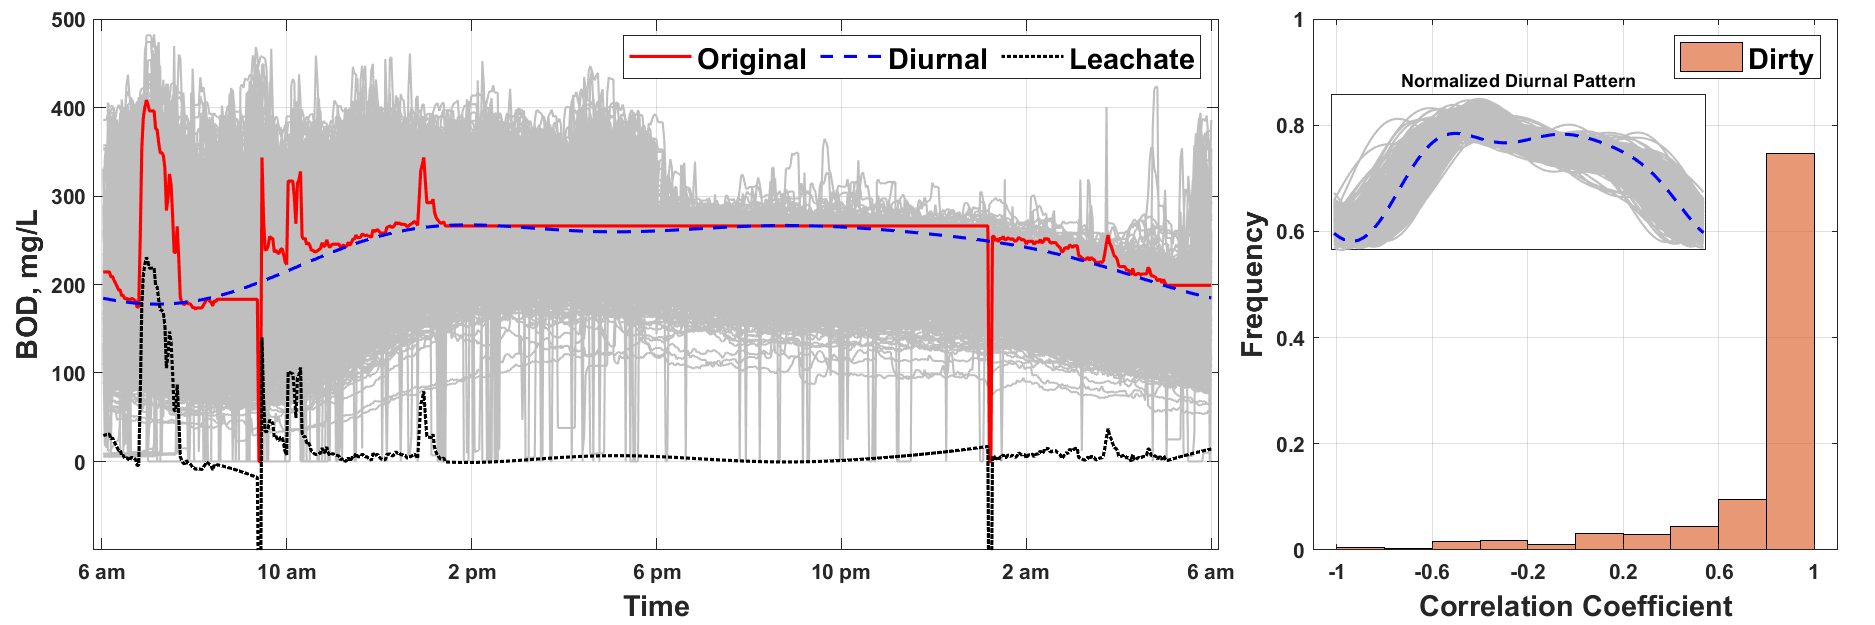 500
400
300
200
100
0
BOD, mg/L
Original Diurnal Leachate
6 am 10 am 2 pm 6 pm 10 pm 2 am 6 am
Time
1
0.8
0.6
0.4
0.2
0
Frequency
Dirty
Normalized Diurnal Pattern
-1 -0.6 -0.2 0.2 0.6 1
Correlation Coefficient